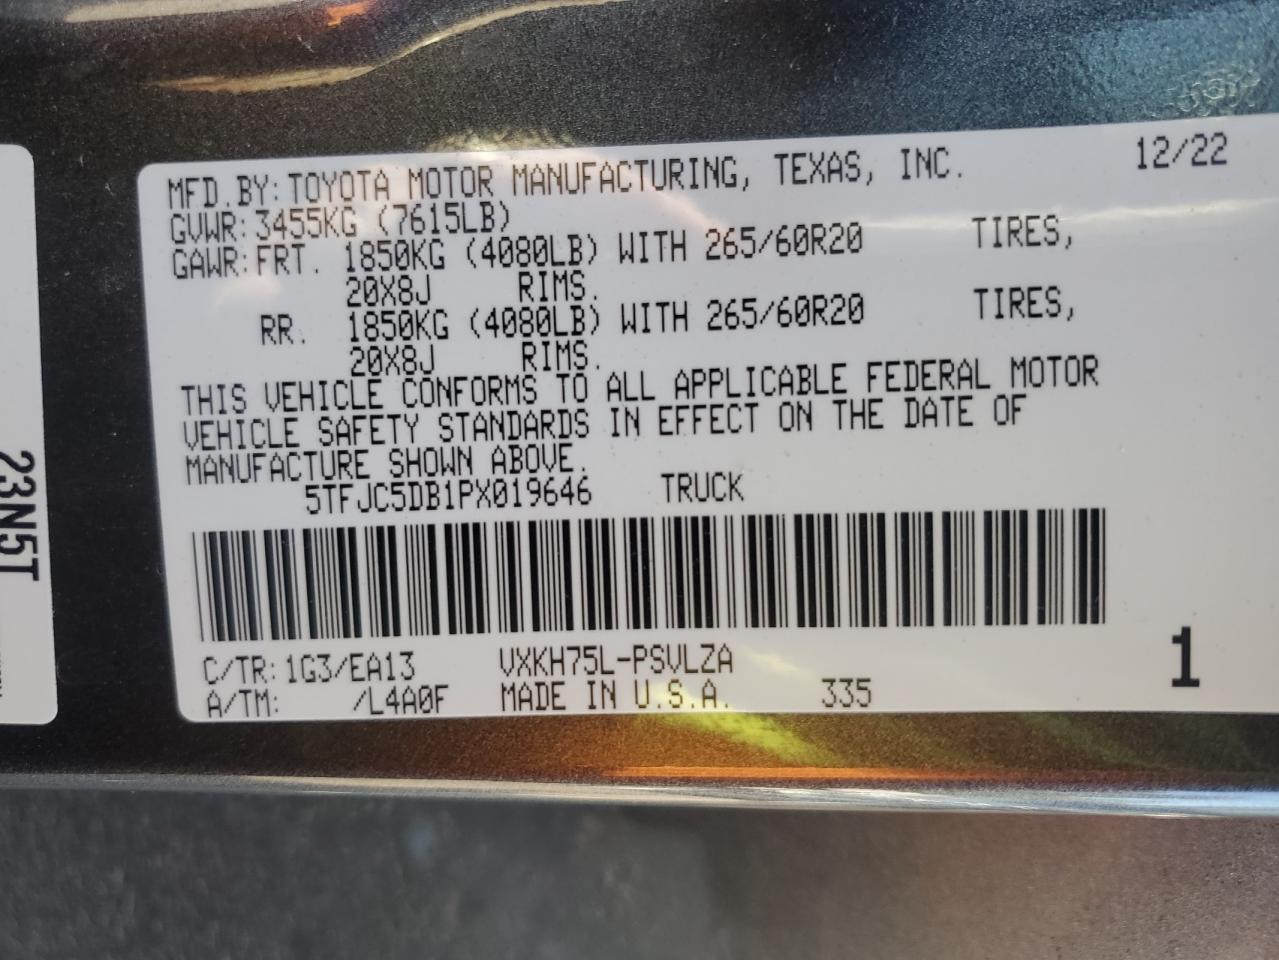 MFD.BY:TOYOTA MOTOR MANUFACTURING, TEXAS, INC. 12/22
GVWR:3455KG (7615LB)
GAWR:FRT. 1850KG (4080LB) WITH 265/60R20 TIRES,
20X8J RIMS.
RR. 1850KG (4080LB) WITH 265/60R20 TIRES,
20X8J RIMS.
THIS VEHICLE CONFORMS TO ALL APPLICABLE FEDERAL MOTOR
VEHICLE SAFETY STANDARDS IN EFFECT ON THE DATE OF
MANUFACTURE SHOWN ABOVE.
5TFJC5DB1PX019646 TRUCK
C/TR:1G3/EA13 VXKH75L-PSVLZA
A/TM: /L4A0F MADE IN U.S.A. 335
1
23N5T